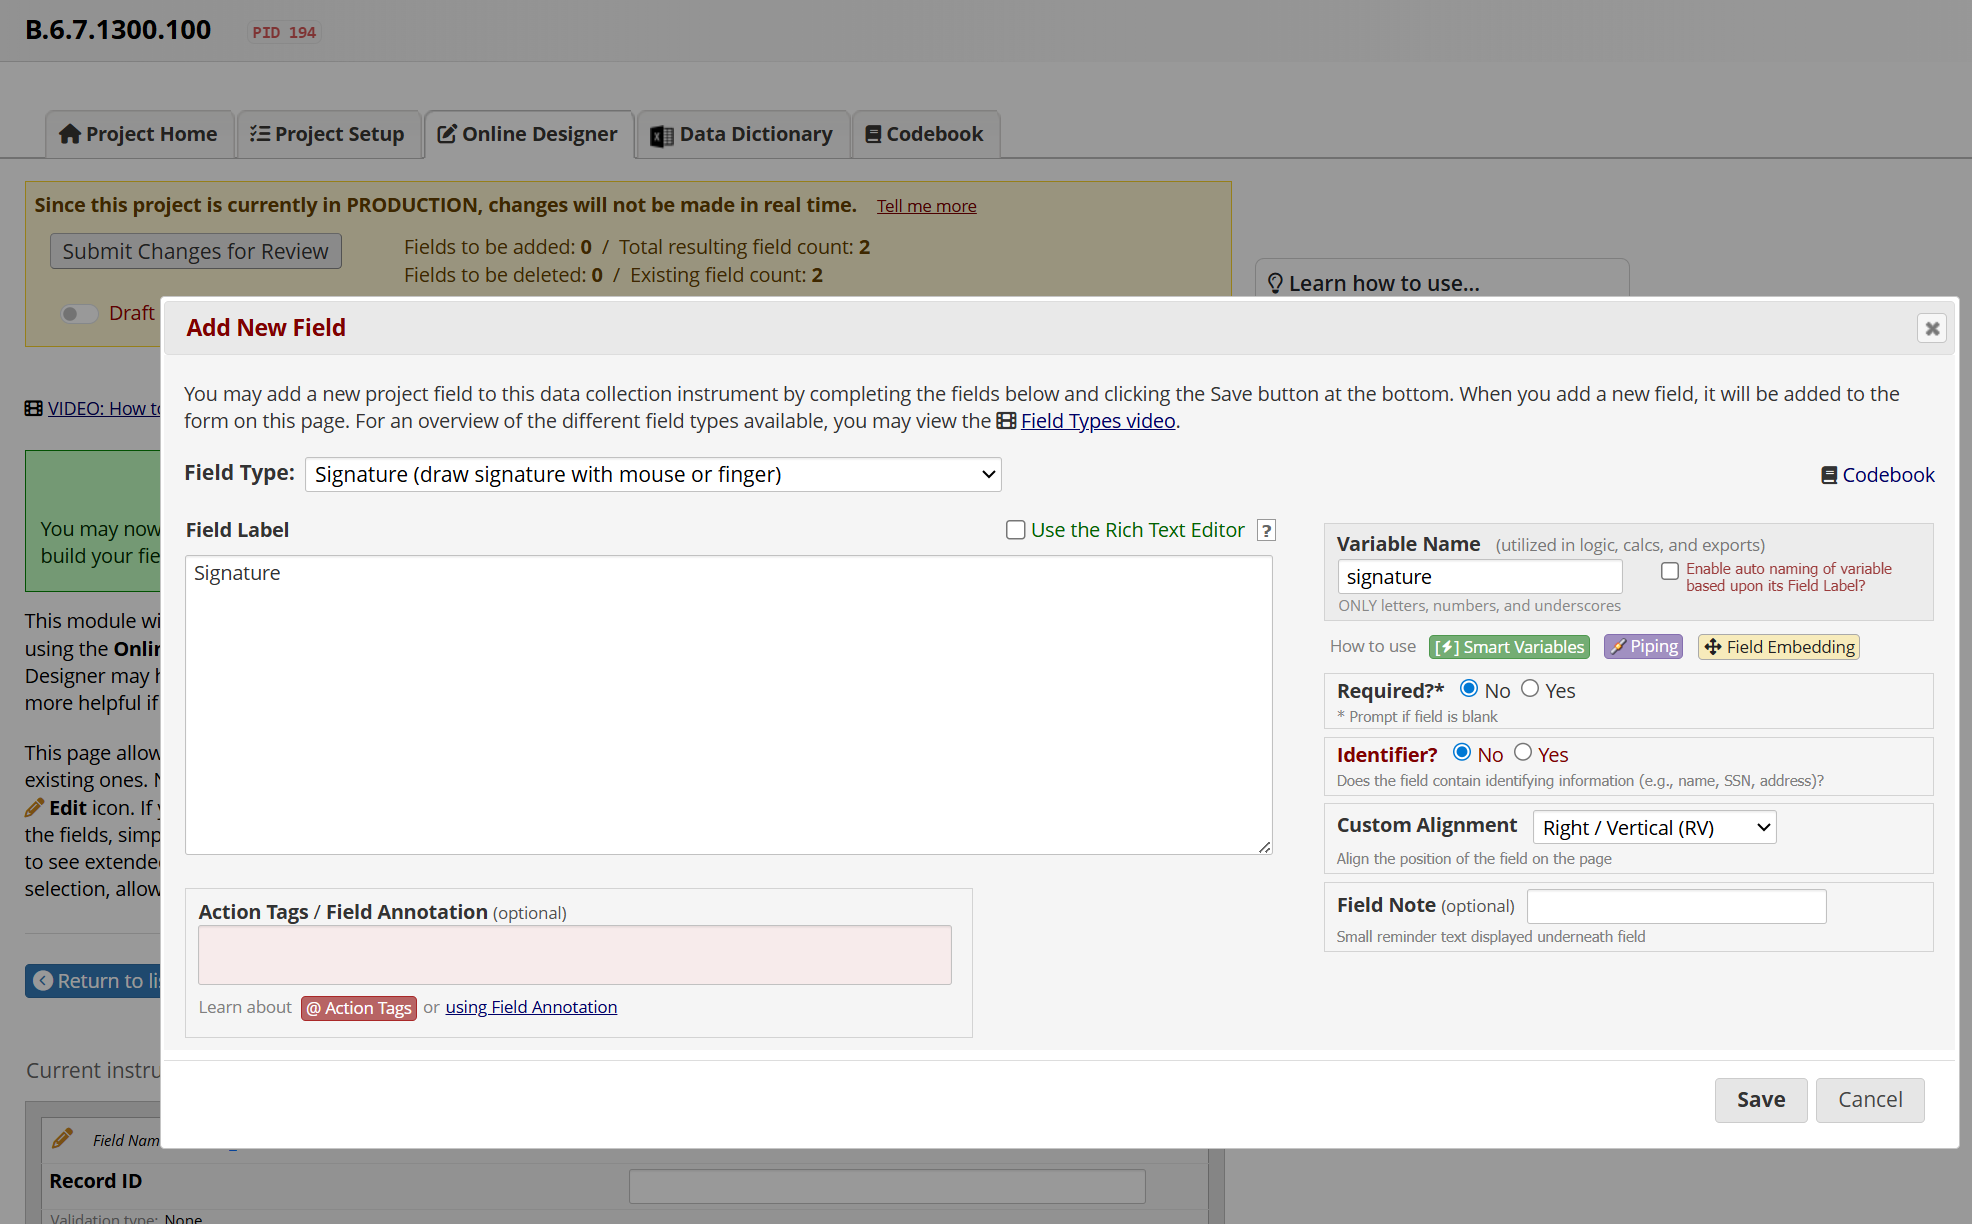 B.6.7.1300.100 PID 194
Project Home Project Setup Online Designer Data Dictionary Codebook
Since this project is currently in PRODUCTION, changes will not be made in real time. Tell me more
Submit Changes for Review
Fields to be added: 0 / Total resulting field count: 2
Fields to be deleted: 0 / Existing field count: 2
Learn how to use...
Draft
VIDEO: How to
You may now
build your fie
This module wi
using the Onlin
Designer may h
more helpful if
This page allow
existing ones. N
Edit icon. If y
the fields, simp
to see extende
selection, allow
Return to lis
Current instru
Field Nam
Record ID
Validation type: None
Add New Field
You may add a new project field to this data collection instrument by completing the fields below and clicking the Save button at the bottom. When you add a new field, it will be added to the
form on this page. For an overview of the different field types available, you may view the Field Types video.
Field Type: Signature (draw signature with mouse or finger)
Codebook
Field Label
Use the Rich Text Editor ?
Signature
Variable Name (utilized in logic, calcs, and exports)
signature
Enable auto naming of variable
based upon its Field Label?
ONLY letters, numbers, and underscores
How to use [⚡] Smart Variables Piping Field Embedding
Required?* No Yes
* Prompt if field is blank
Identifier? No Yes
Does the field contain identifying information (e.g., name, SSN, address)?
Custom Alignment Right / Vertical (RV)
Align the position of the field on the page
Field Note (optional)
Small reminder text displayed underneath field
Action Tags / Field Annotation (optional)
Learn about @ Action Tags or using Field Annotation
Save Cancel